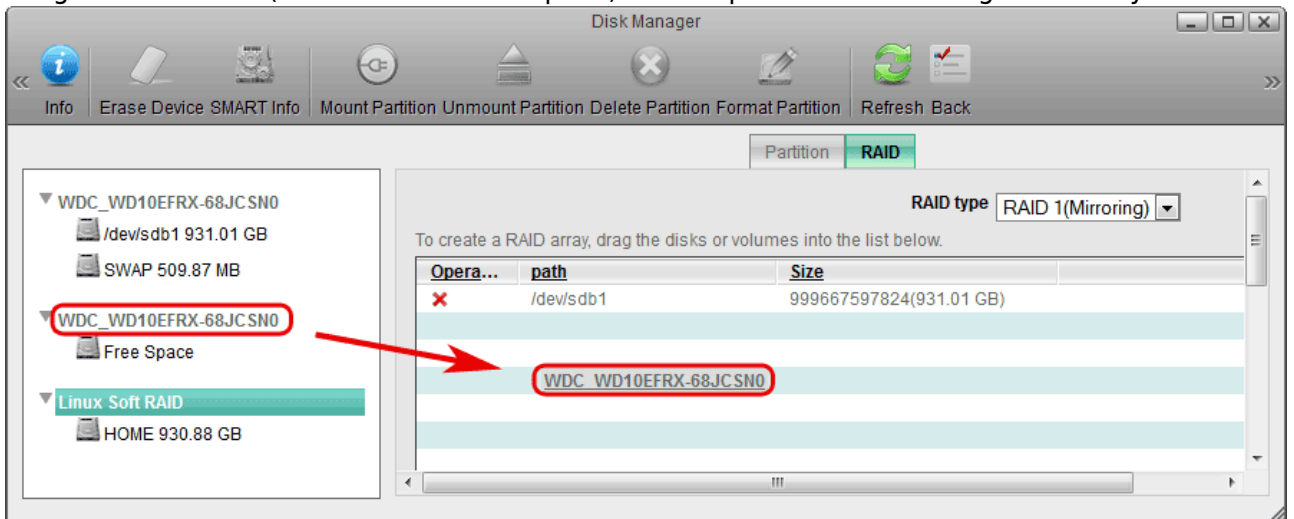 Disk Manager
Info Erase Device SMART Info Mount Partition Unmount Partition Delete Partition Format Partition Refresh Back
Partition RAID
WDC_WD10EFRX-68JCSN0
/dev/sdb1 931.01 GB
SWAP 509.87 MB
WDC_WD10EFRX-68JCSN0
Free Space
Linux Soft RAID
HOME 930.88 GB
RAID type RAID 1(Mirroring)
To create a RAID array, drag the disks or volumes into the list below.
Opera... path Size
/dev/sdb1 999667597824(931.01 GB)
WDC_WD10EFRX-68JCSN0